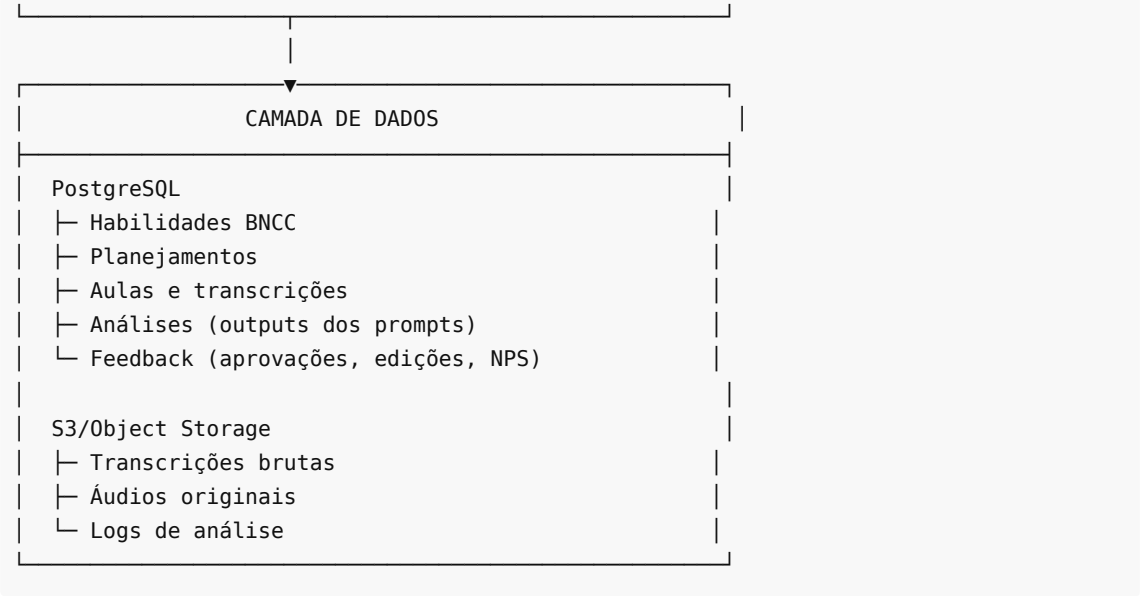 CAMADA DE DADOS
PostgreSQL
├─ Habilidades BNCC
├─ Planejamentos
├─ Aulas e transcrições
├─ Análises (outputs dos prompts)
└─ Feedback (aprovações, edições, NPS)
S3/Object Storage
├─ Transcrições brutas
├─ Áudios originais
└─ Logs de análise